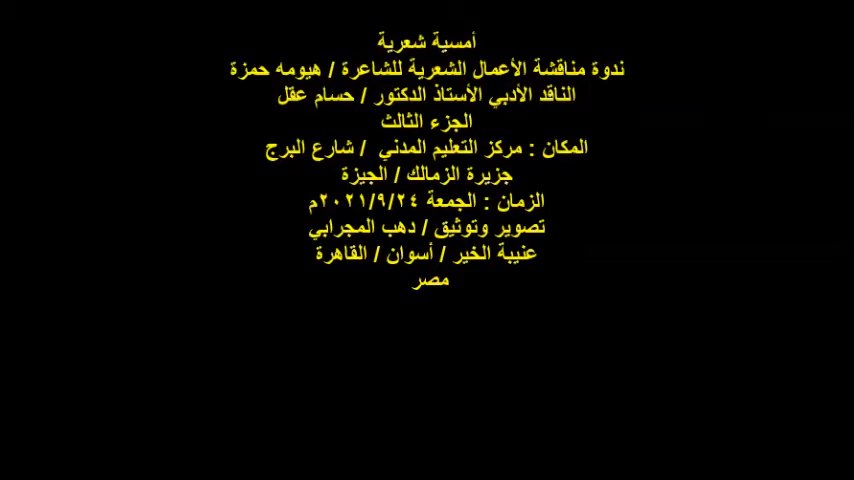 أمسية شعرية
ندوة مناقشة الأعمال الشعرية للشاعرة / هيومه حمزة
الناقد الأدبي الأستاذ الدكتور / حسام عقل
الجزء الثالث
المكان : مركز التعليم المدني / شارع البرج
جزيرة الزمالك / الجيزة
الزمان : الجمعة ٢٠٢١/٩/٢٤م
تصوير وتوثيق / دهب المجرابي
عنيبة الخير / أسوان / القاهرة
مصر